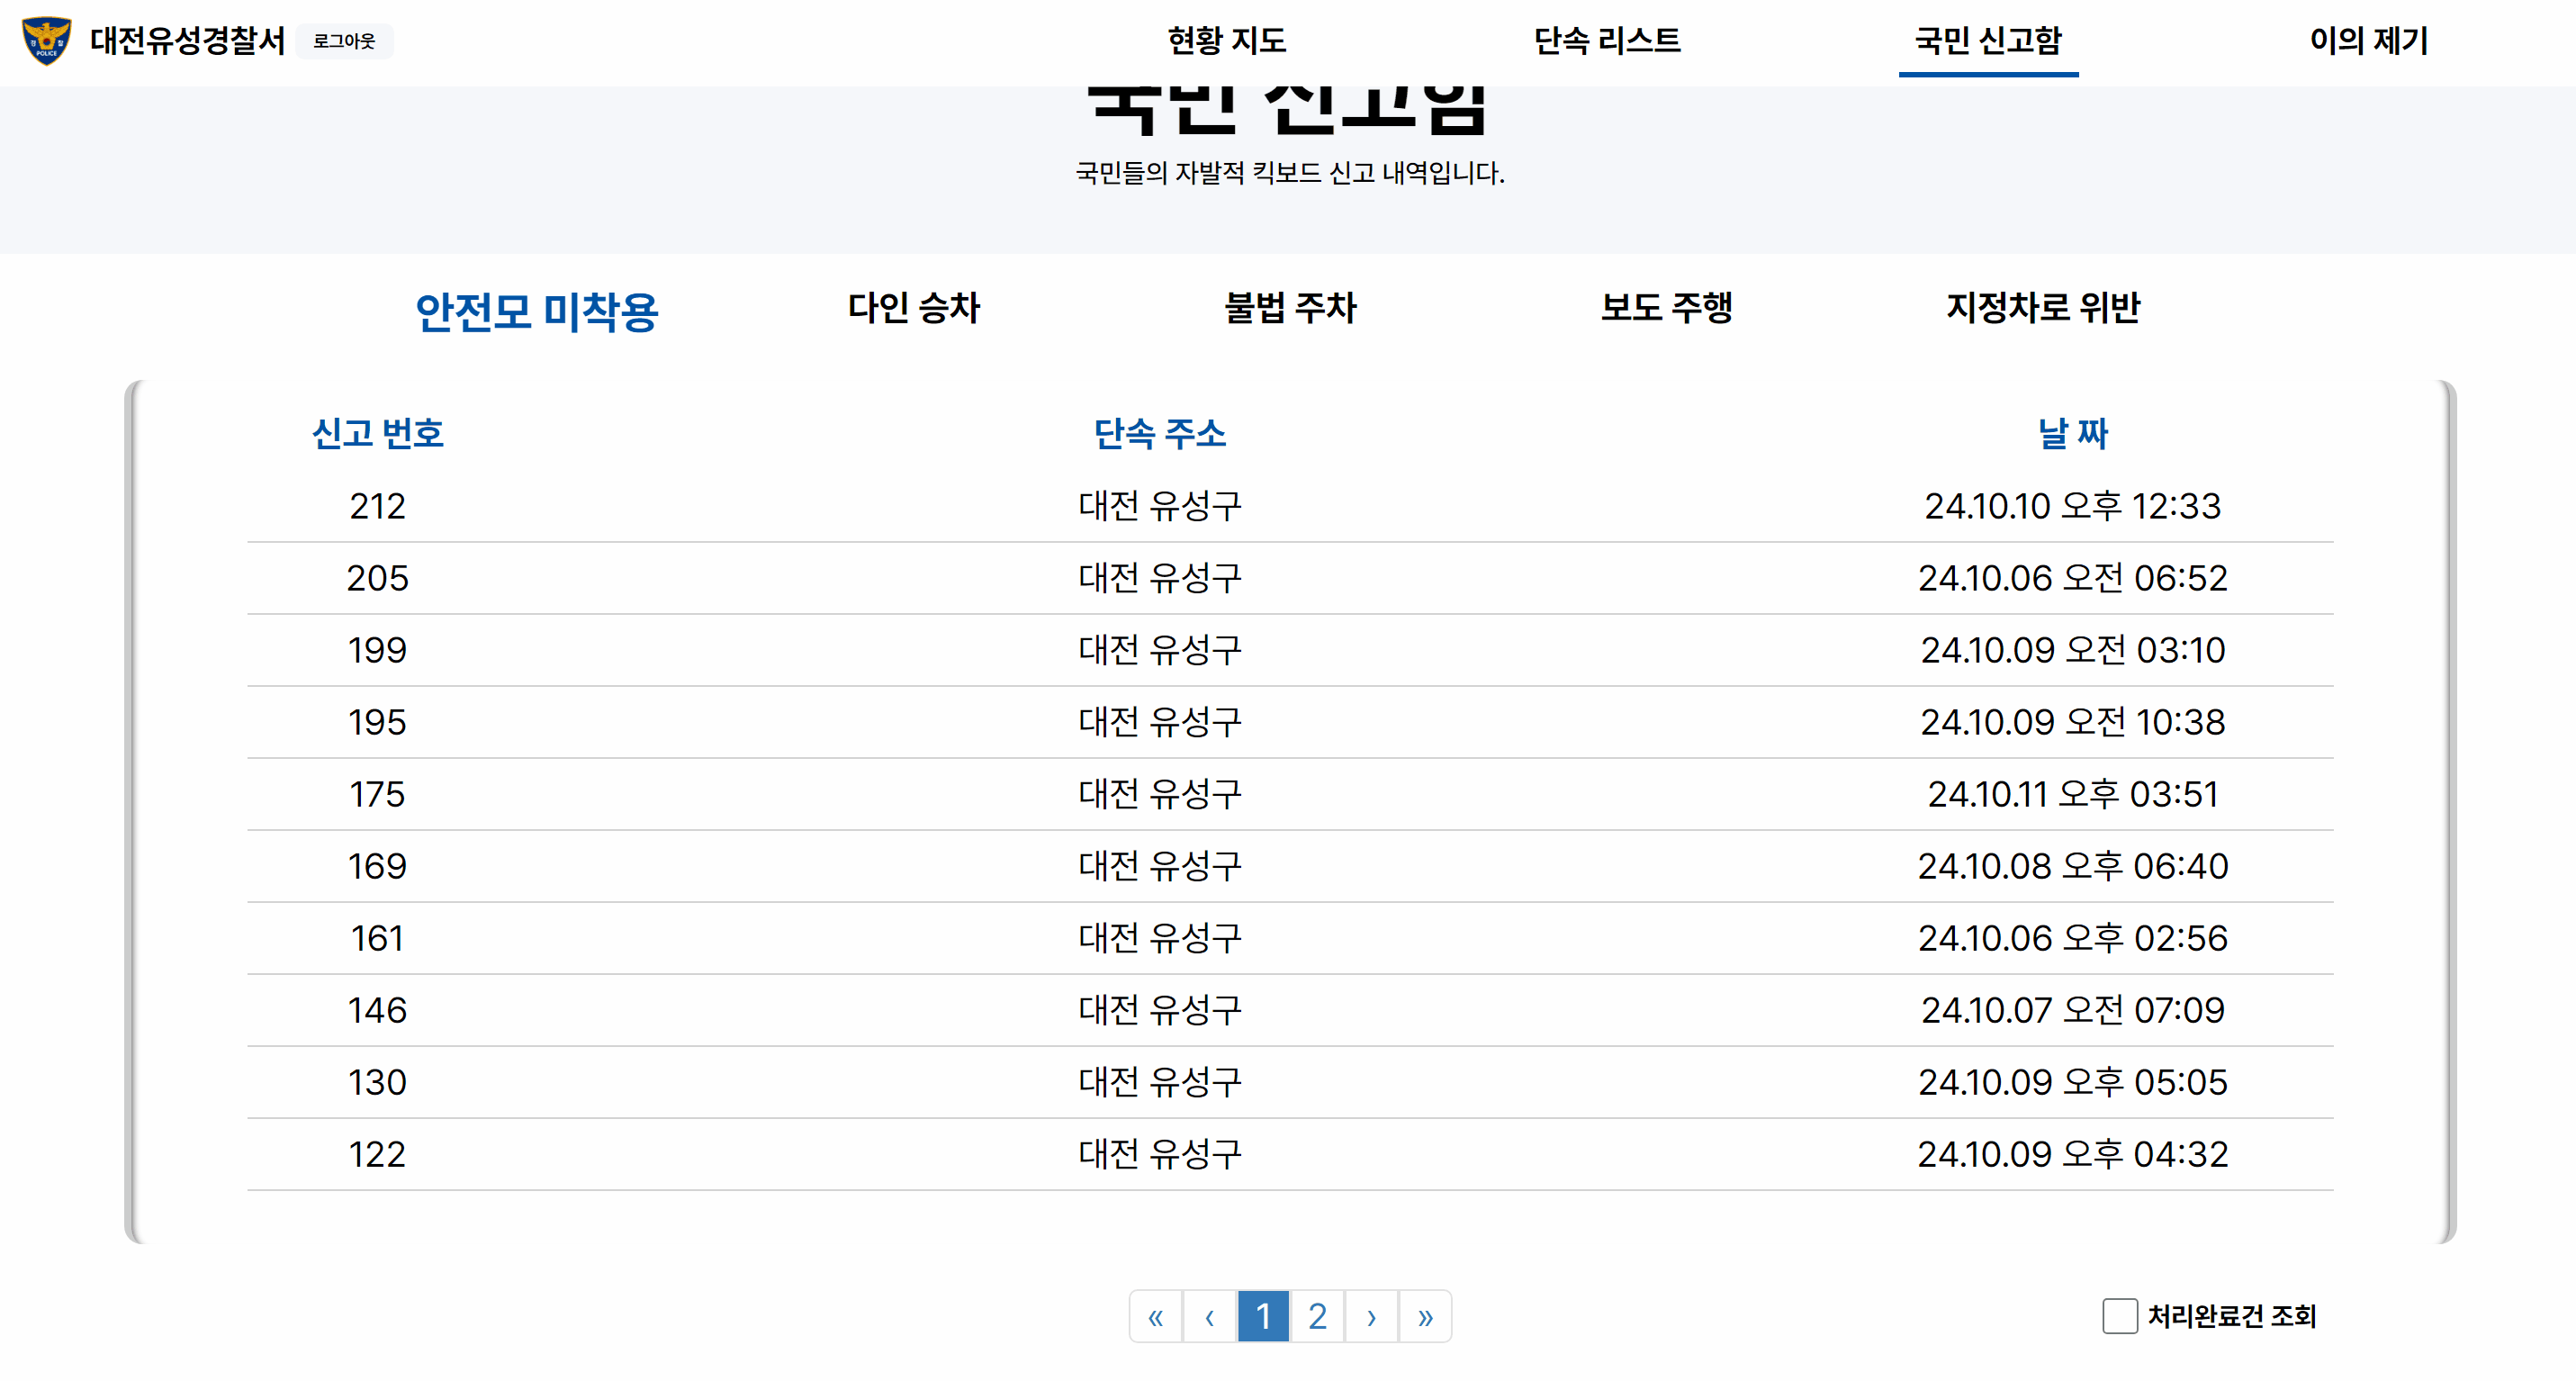 경 찰
POLICE
대전유성경찰서 로그아웃 현황 지도 단속 리스트 국민 신고함 이의 제기
국민 신고함
국민들의 자발적 킥보드 신고 내역입니다.
안전모 미착용 다인 승차 불법 주차 보도 주행 지정차로 위반
신고 번호 단속 주소 날 짜
212 대전 유성구 24.10.10 오후 12:33
205 대전 유성구 24.10.06 오전 06:52
199 대전 유성구 24.10.09 오전 03:10
195 대전 유성구 24.10.09 오전 10:38
175 대전 유성구 24.10.11 오후 03:51
169 대전 유성구 24.10.08 오후 06:40
161 대전 유성구 24.10.06 오후 02:56
146 대전 유성구 24.10.07 오전 07:09
130 대전 유성구 24.10.09 오후 05:05
122 대전 유성구 24.10.09 오후 04:32
« ‹ 1 2 › » 처리완료건 조회